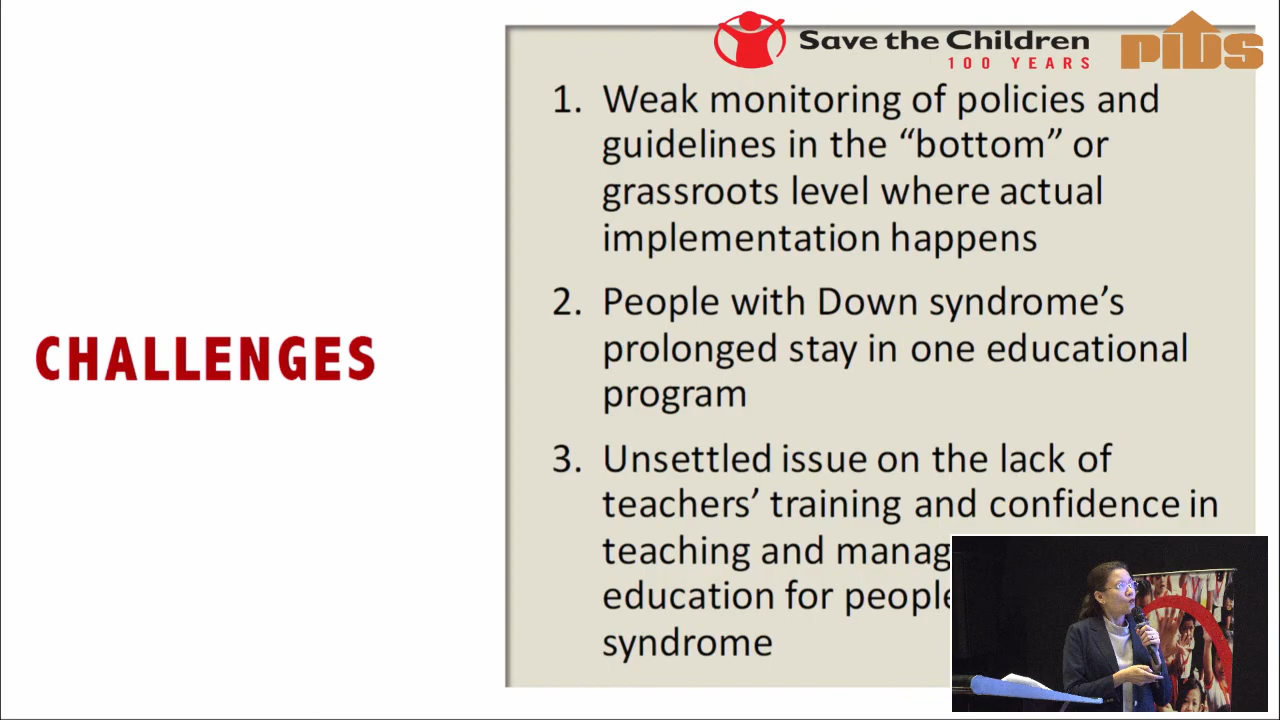 Save the Children
100 YEARS
PIDS
1. Weak monitoring of policies and
guidelines in the “bottom” or
grassroots level where actual
implementation happens
2. People with Down syndrome’s
prolonged stay in one educational
program
CHALLENGES
3. Unsettled issue on the lack of
teachers’ training and confidence in
teaching and manag
education for people
syndrome